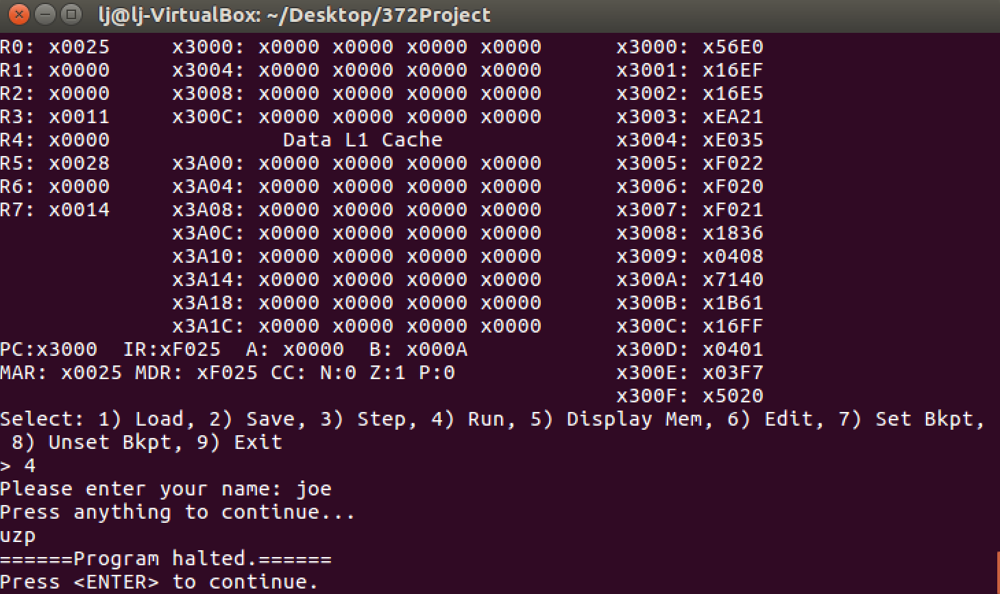 lj@lj-VirtualBox: ~/Desktop/372Project
R0: x0025 x3000: x0000 x0000 x0000 x0000 x3000: x56E0
R1: x0000 x3004: x0000 x0000 x0000 x0000 x3001: x16EF
R2: x0000 x3008: x0000 x0000 x0000 x0000 x3002: x16E5
R3: x0011 x300C: x0000 x0000 x0000 x0000 x3003: xEA21
R4: x0000 Data L1 Cache x3004: xE035
R5: x0028 x3A00: x0000 x0000 x0000 x0000 x3005: xF022
R6: x0000 x3A04: x0000 x0000 x0000 x0000 x3006: xF020
R7: x0014 x3A08: x0000 x0000 x0000 x0000 x3007: xF021
x3A0C: x0000 x0000 x0000 x0000 x3008: x1836
x3A10: x0000 x0000 x0000 x0000 x3009: x0408
x3A14: x0000 x0000 x0000 x0000 x300A: x7140
x3A18: x0000 x0000 x0000 x0000 x300B: x1B61
x3A1C: x0000 x0000 x0000 x0000 x300C: x16FF
PC:x3000 IR:xF025 A: x0000 B: x000A x300D: x0401
MAR: x0025 MDR: xF025 CC: N:0 Z:1 P:0 x300E: x03F7
x300F: x5020
Select: 1) Load, 2) Save, 3) Step, 4) Run, 5) Display Mem, 6) Edit, 7) Set Bkpt,
8) Unset Bkpt, 9) Exit
> 4
Please enter your name: joe
Press anything to continue...
uzp
======Program halted.======
Press <ENTER> to continue.